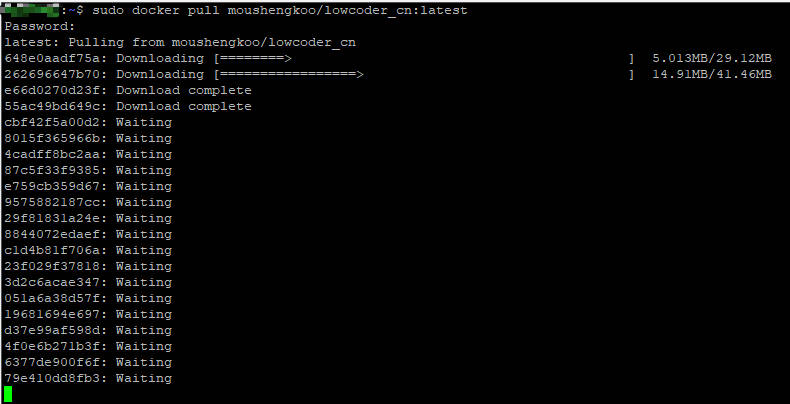 :~$ sudo docker pull moushengkoo/lowcoder_cn:latest
Password:
latest: Pulling from moushengkoo/lowcoder_cn
648e0aadf75a: Downloading [========>                                          ]  5.013MB/29.12MB
262696647b70: Downloading [=================>                                 ]  14.91MB/41.46MB
e66d0270d23f: Download complete
55ac49bd649c: Download complete
cbf42f5a00d2: Waiting
8015f365966b: Waiting
4cadff8bc2aa: Waiting
87c5f33f9385: Waiting
e759cb359d67: Waiting
9575882187cc: Waiting
29f81831a24e: Waiting
8844072edaef: Waiting
c1d4b81f706a: Waiting
23f029f37818: Waiting
3d2c6acae347: Waiting
051a6a38d57f: Waiting
19681694e697: Waiting
d37e99af598d: Waiting
4f0e6b271b3f: Waiting
6377de900f6f: Waiting
79e410dd8fb3: Waiting